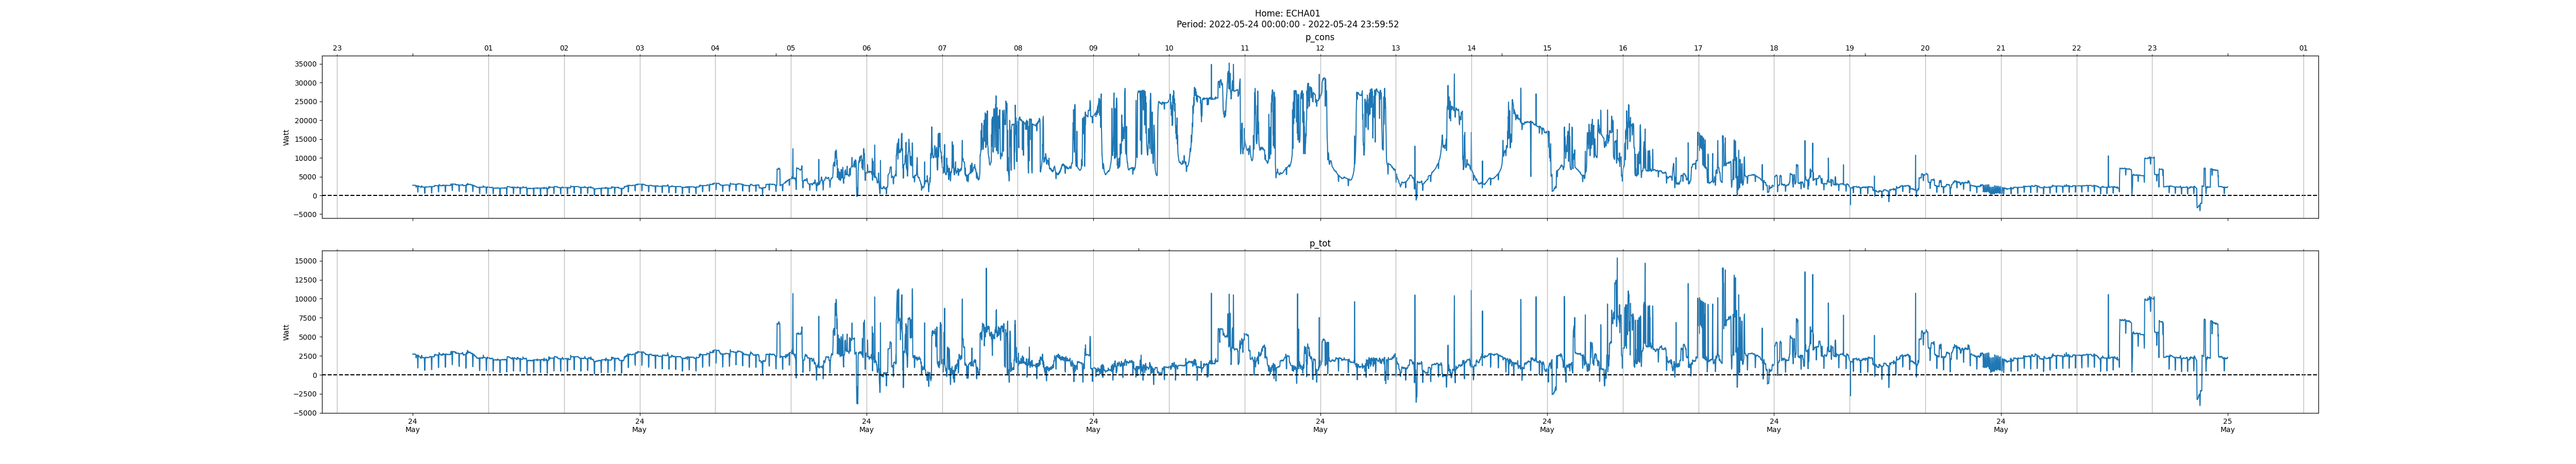 Home: ECHA01
Period: 2022-05-24 00:00:00 - 2022-05-24 23:59:52
p_cons
23 01 02 03 04 05 06 07 08 09 10 11 12 13 14 15 16 17 18 19 20 21 22 23 01
35000
30000
25000
20000
15000
10000
5000
0
−5000
Watt
p_tot
15000
12500
10000
7500
5000
2500
0
−2500
−5000
Watt
24 24 24 24 24 24 24 24 25
May May May May May May May May May